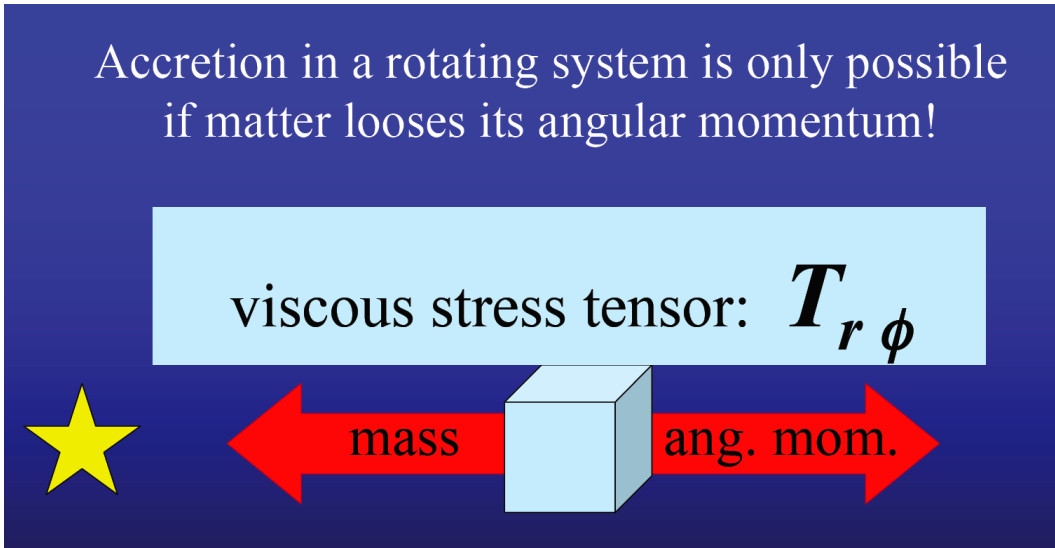 Accretion in a rotating system is only possible
if matter looses its angular momentum!
viscous stress tensor: T r ϕ
mass
ang. mom.